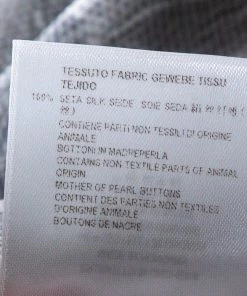 TESSUTO FABRIC GEWEBE TISSU
TEJIDO
100% SETA SILK SEIDE SOIE SEDA
CONTIENE PARTI NON TESSILI DI ORIGINE
ANIMALE
BOTTONI IN MADREPERLA
CONTAINS NON-TEXTILE PARTS OF ANIMAL
ORIGIN
MOTHER OF PEARL BUTTONS
CONTIENT DES PARTIES NON TEXTILES
D'ORIGINE ANIMALE
BOUTONS DE NACRE